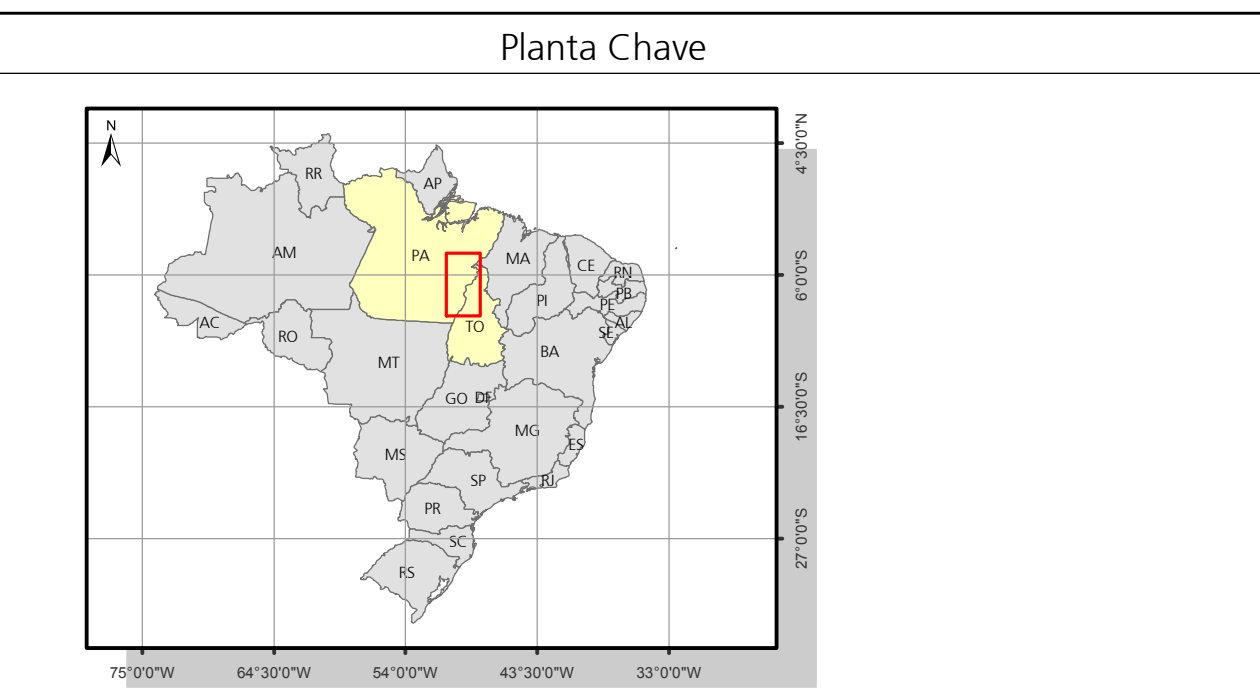 Planta Chave
N
4°30'0"N
RR
AP
AM
PA
MA
CE
6°0'0"S
RN
PB
PI
PE
AC
AL
TO
SE
RO
BA
MT
GO
DF
16°30'0"S
MG
ES
MS
SP
RJ
PR
27°0'0"S
SC
RS
75°0'0"W
64°30'0"W
54°0'0"W
43°30'0"W
33°0'0"W